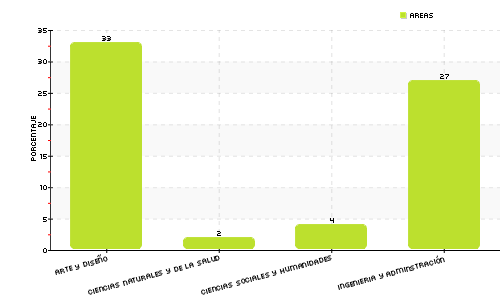 AREAS
PORCENTAJE
35
30
25
20
15
10
5
0
33
2
4
27
ARTE Y DISEÑO
CIENCIAS NATURALES Y DE LA SALUD
CIENCIAS SOCIALES Y HUMANIDADES
INGENIERIA Y ADMINSTRACIÓN